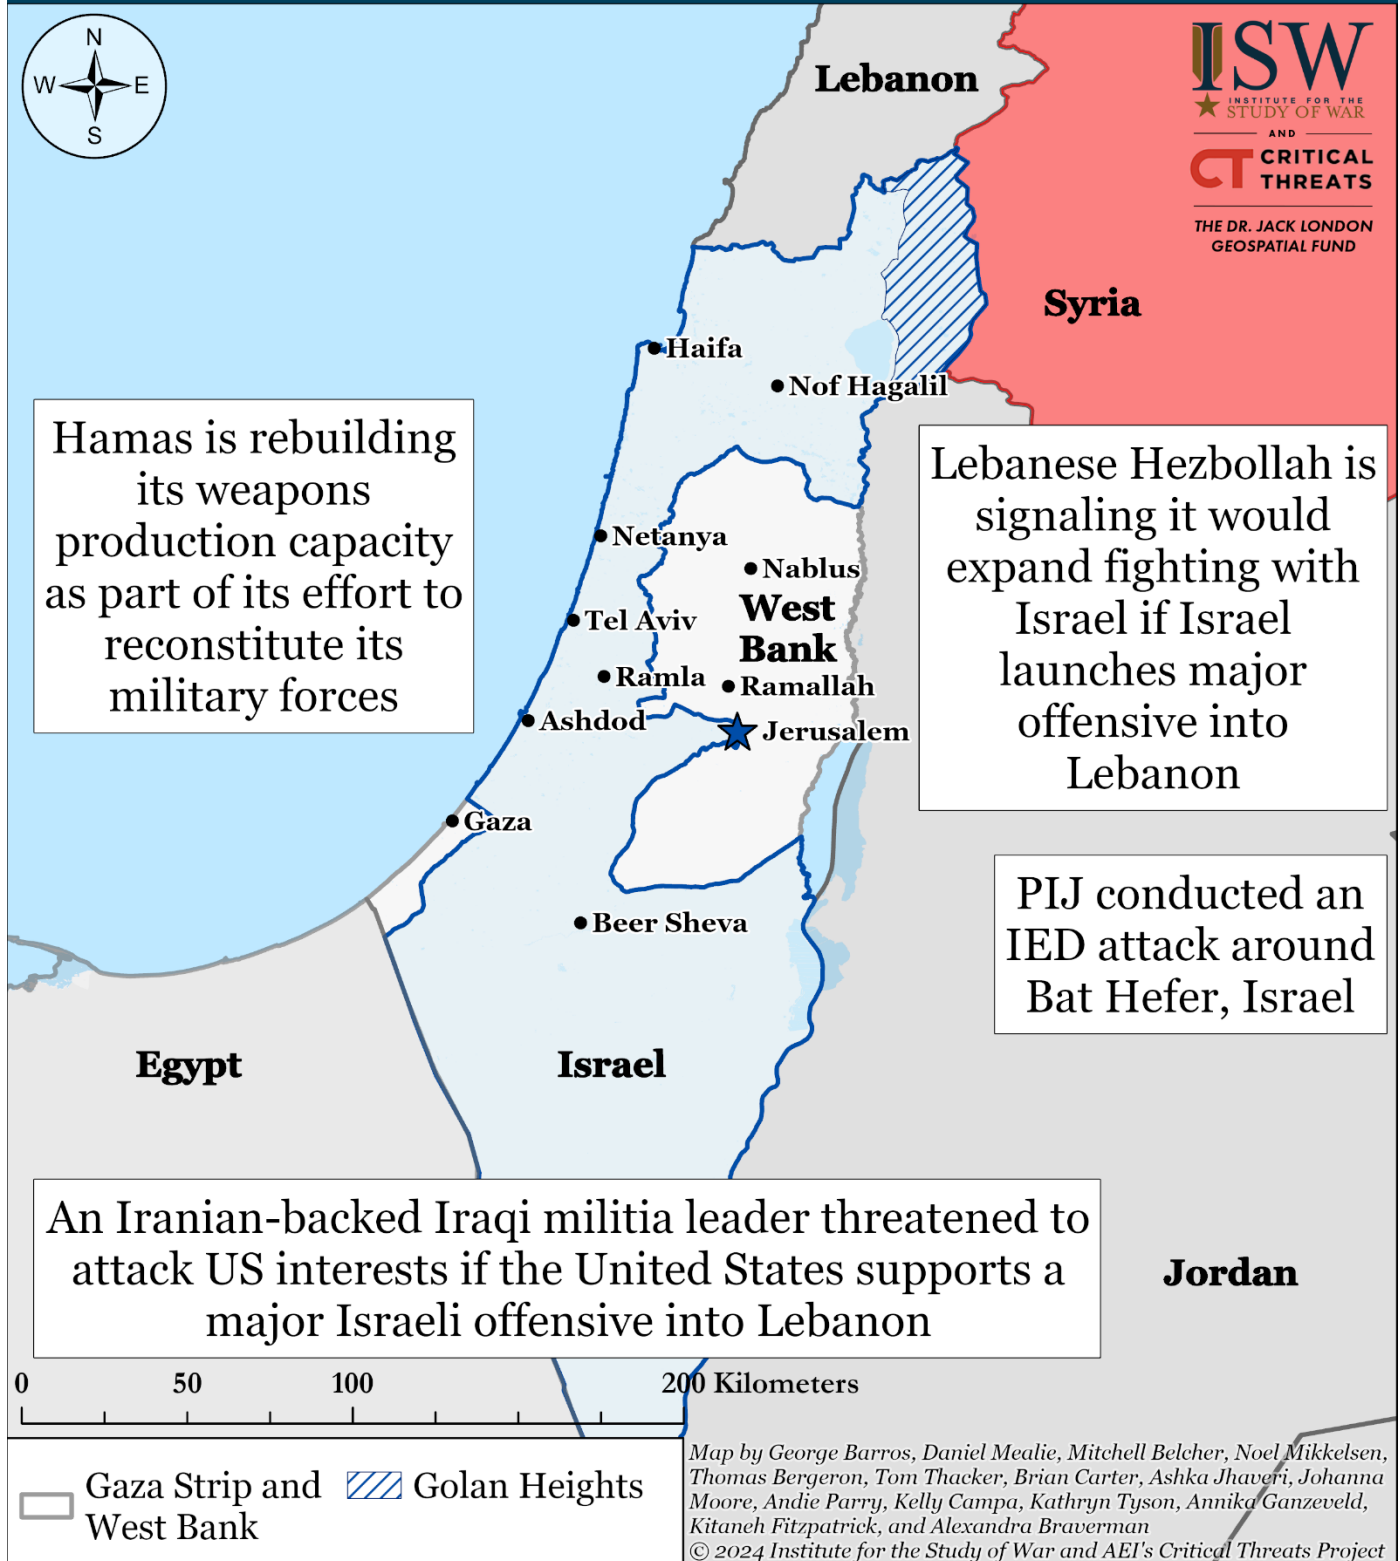 N
W
E
S
Lebanon
ISW
INSTITUTE FOR THE
STUDY OF WAR
AND
CT CRITICAL
THREATS
THE DR. JACK LONDON
GEOSPATIAL FUND
Syria
Haifa
Nof Hagalil
Hamas is rebuilding
its weapons
production capacity
as part of its effort to
reconstitute its
military forces
Lebanese Hezbollah is
signaling it would
expand fighting with
Israel if Israel
launches major
offensive into
Lebanon
Netanya
Nablus
West
Bank
Tel Aviv
Ramla
Ramallah
Ashdod
Jerusalem
Gaza
PIJ conducted an
IED attack around
Bat Hefer, Israel
Beer Sheva
Egypt
Israel
An Iranian-backed Iraqi militia leader threatened to
attack US interests if the United States supports a
major Israeli offensive into Lebanon
Jordan
0 50 100 200 Kilometers
Gaza Strip and
West Bank
Golan Heights
Map by George Barros, Daniel Mealie, Mitchell Belcher, Noel Mikkelsen,
Thomas Bergeron, Tom Thacker, Brian Carter, Ashka Jhaveri, Johanna
Moore, Andie Parry, Kelly Campa, Kathryn Tyson, Annika Ganzeveld,
Kitaneh Fitzpatrick, and Alexandra Braverman
© 2024 Institute for the Study of War and AEI's Critical Threats Project